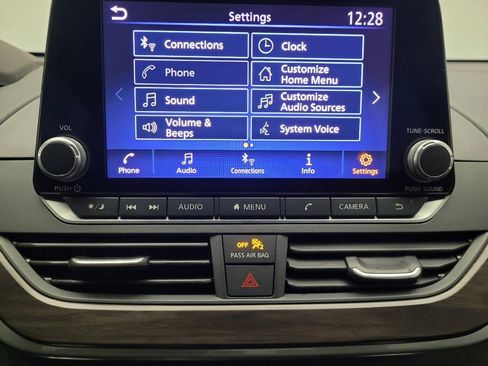 Settings 12:28
Connections Clock
Phone Customize
Home Menu
Sound Customize
Audio Sources
Volume &
Beeps System Voice
VOL TUNE·SCROLL
Phone Audio Connections Info Settings
PUSH PUSH SOUND
AUDIO MENU CAMERA
OFF 2
PASS AIR BAG